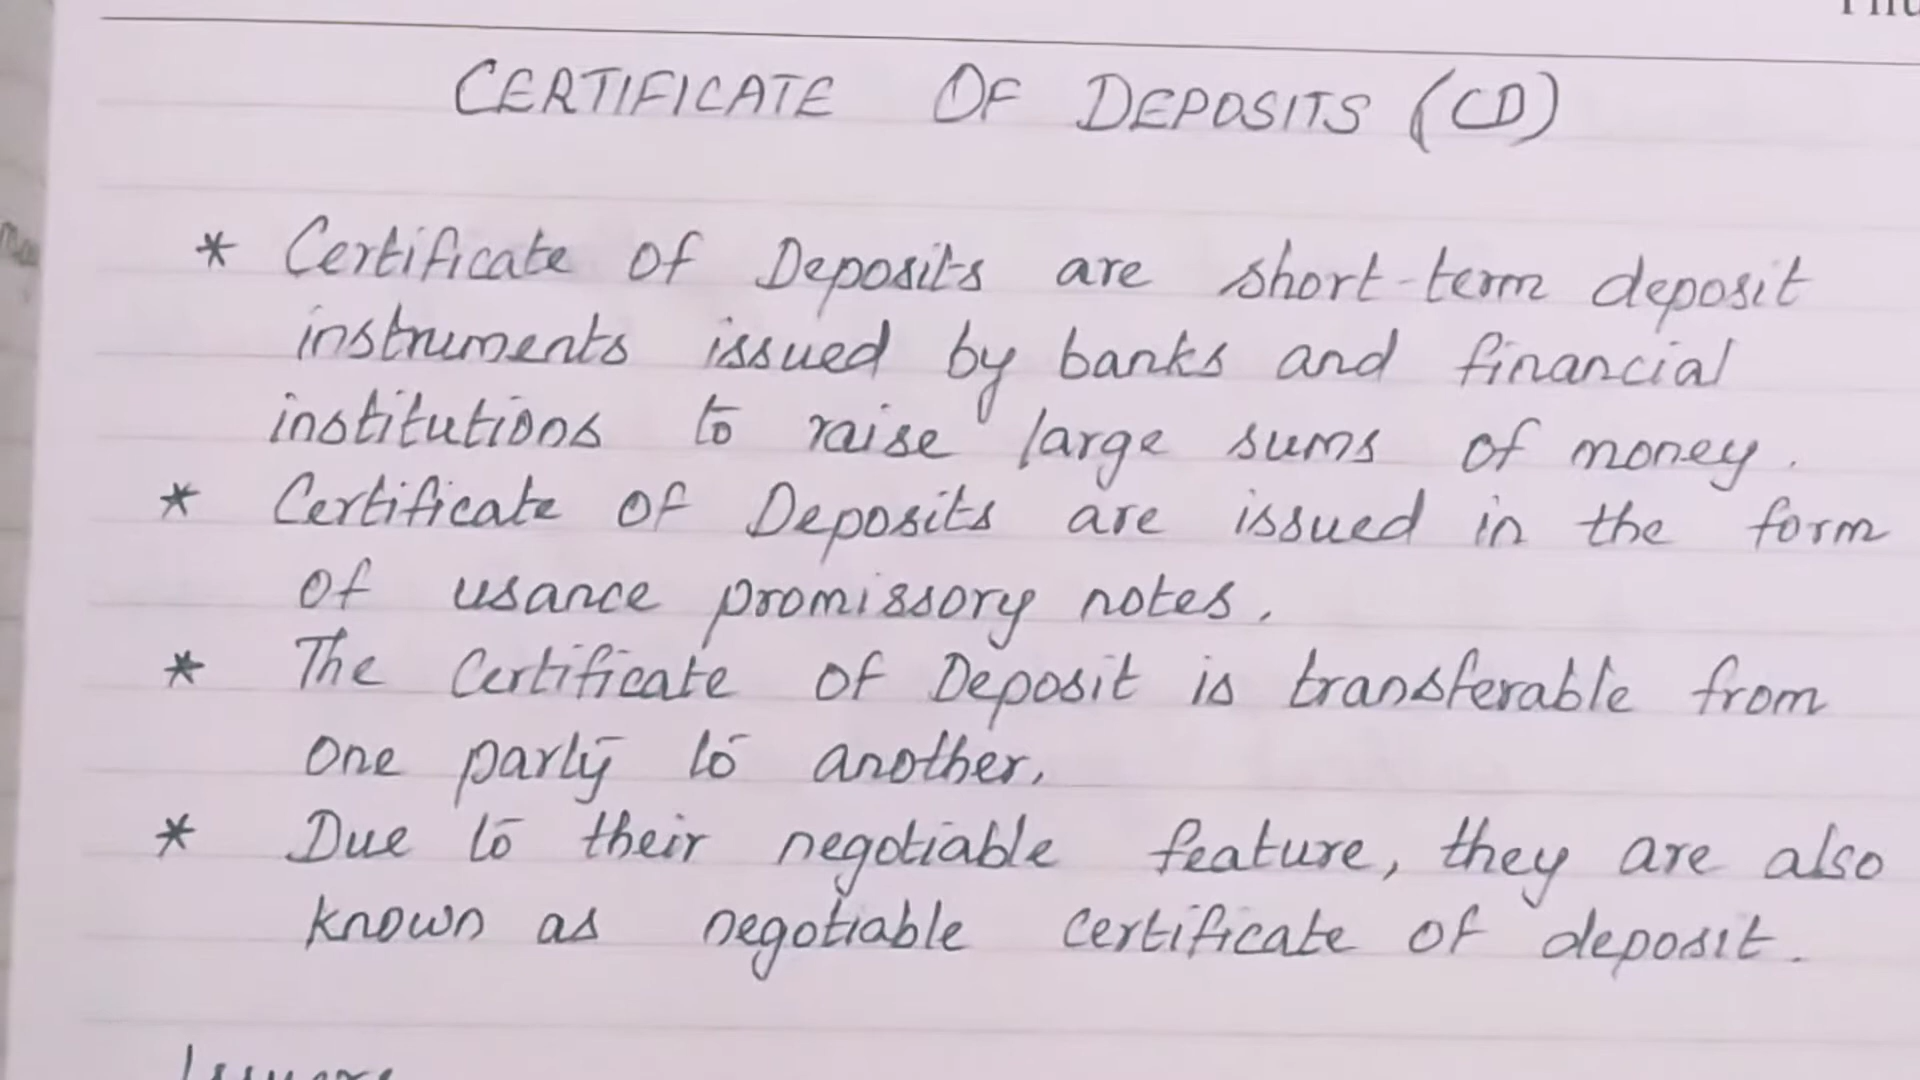 CERTIFICATE OF DEPOSITS (CD)
* Certificate of Deposits are short-term deposit
instruments issued by banks and financial
institutions to raise large sums of money.
* Certificate of Deposits are issued in the form
of usance promissory notes.
* The Certificate of Deposit is transferable from
one party to another.
* Due to their negotiable feature, they are also
known as negotiable certificate of deposit.